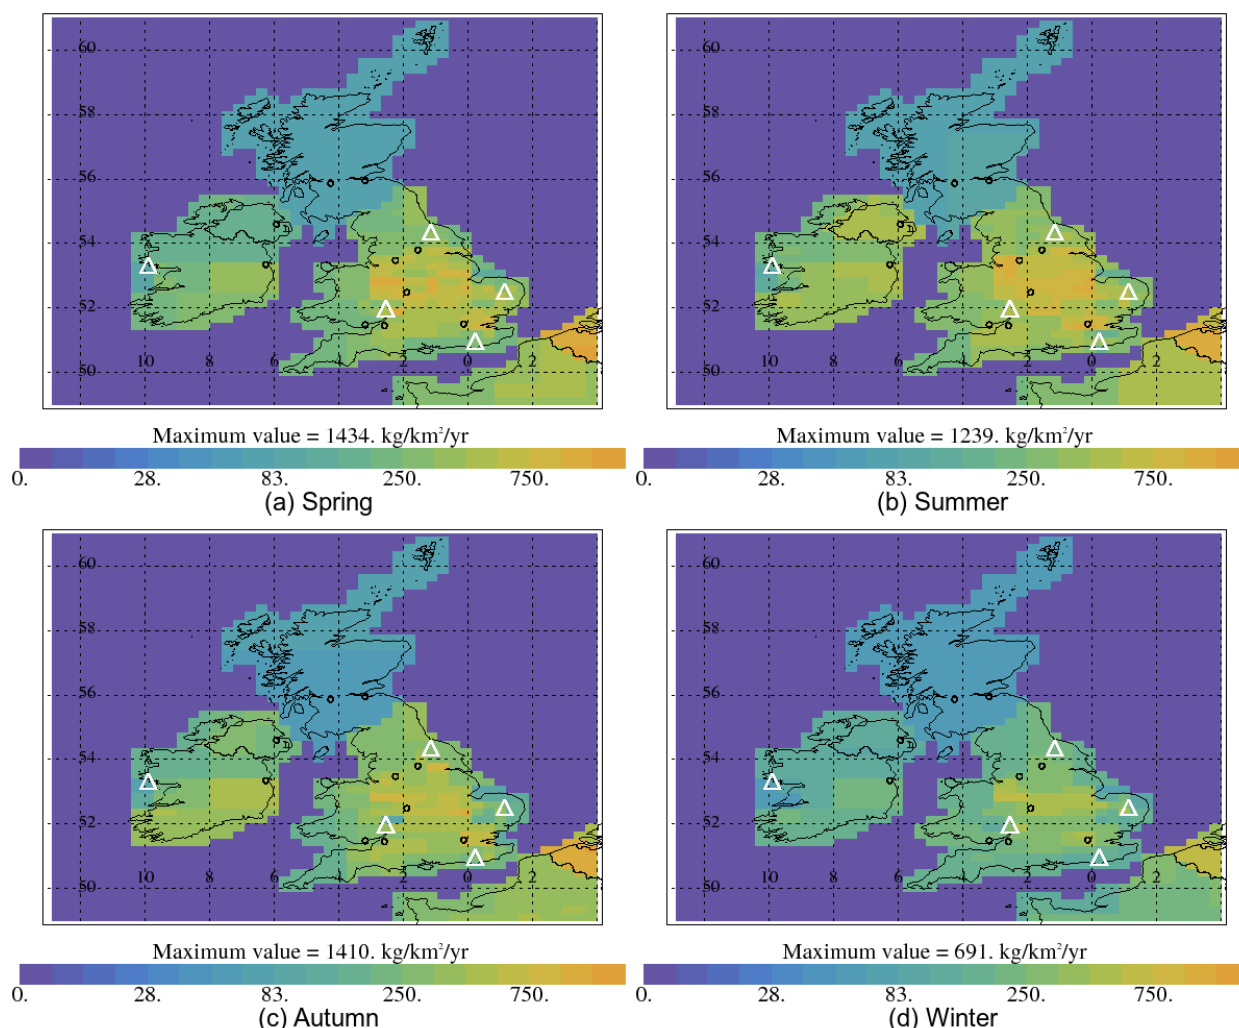 60 60
58 58
56 56
54 54
52 52
10 6 4 2 0 2 10 6 4 2 0 2
50 50
Maximum value = 1434. kg/km²/yr Maximum value = 1239. kg/km²/yr
0. 28. 83. 250. 750. 0. 28. 83. 250. 750.
(a) Spring (b) Summer
60 60
58 58
56 56
54 54
52 52
10 6 4 2 0 2 10 6 4 2 0 2
50 50
Maximum value = 1410. kg/km²/yr Maximum value = 691. kg/km²/yr
0. 28. 83. 250. 750. 0. 28. 83. 250. 750.
(c) Autumn (d) Winter